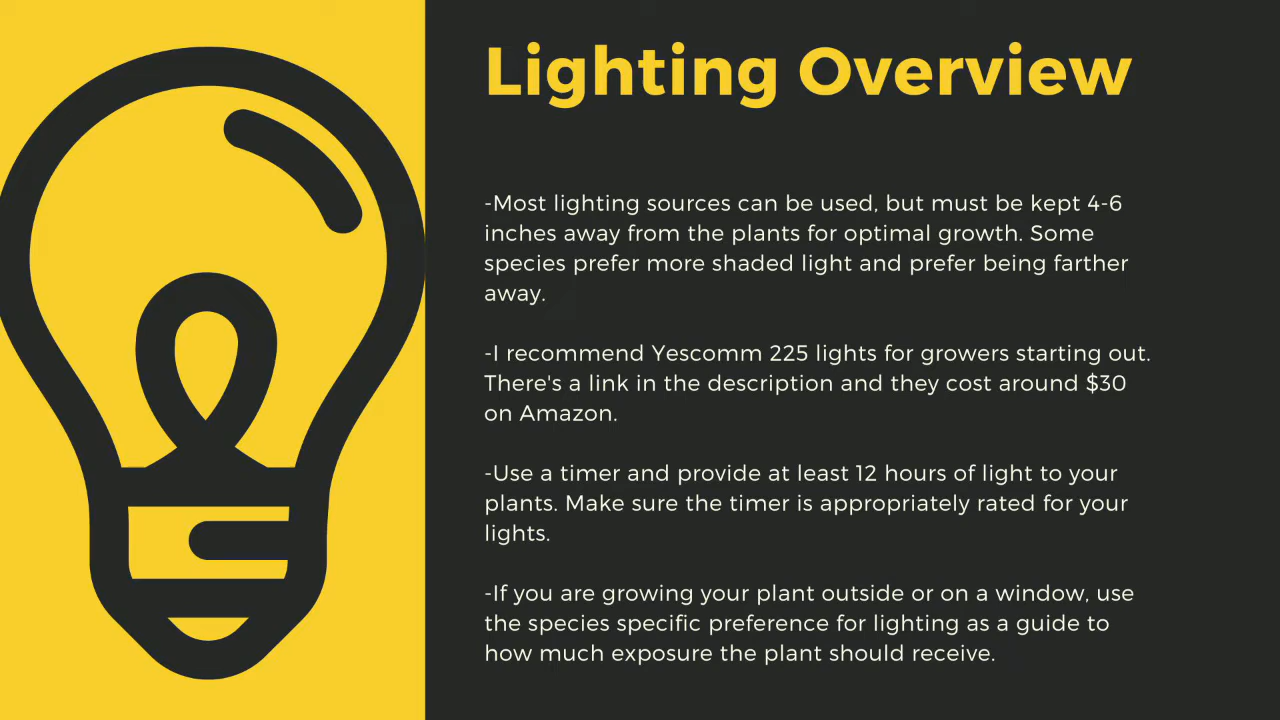 Lighting Overview
-Most lighting sources can be used, but must be kept 4-6
inches away from the plants for optimal growth. Some
species prefer more shaded light and prefer being farther
away.
-I recommend Yescomm 225 lights for growers starting out.
There's a link in the description and they cost around $30
on Amazon.
-Use a timer and provide at least 12 hours of light to your
plants. Make sure the timer is appropriately rated for your
lights.
-If you are growing your plant outside or on a window, use
the species specific preference for lighting as a guide to
how much exposure the plant should receive.